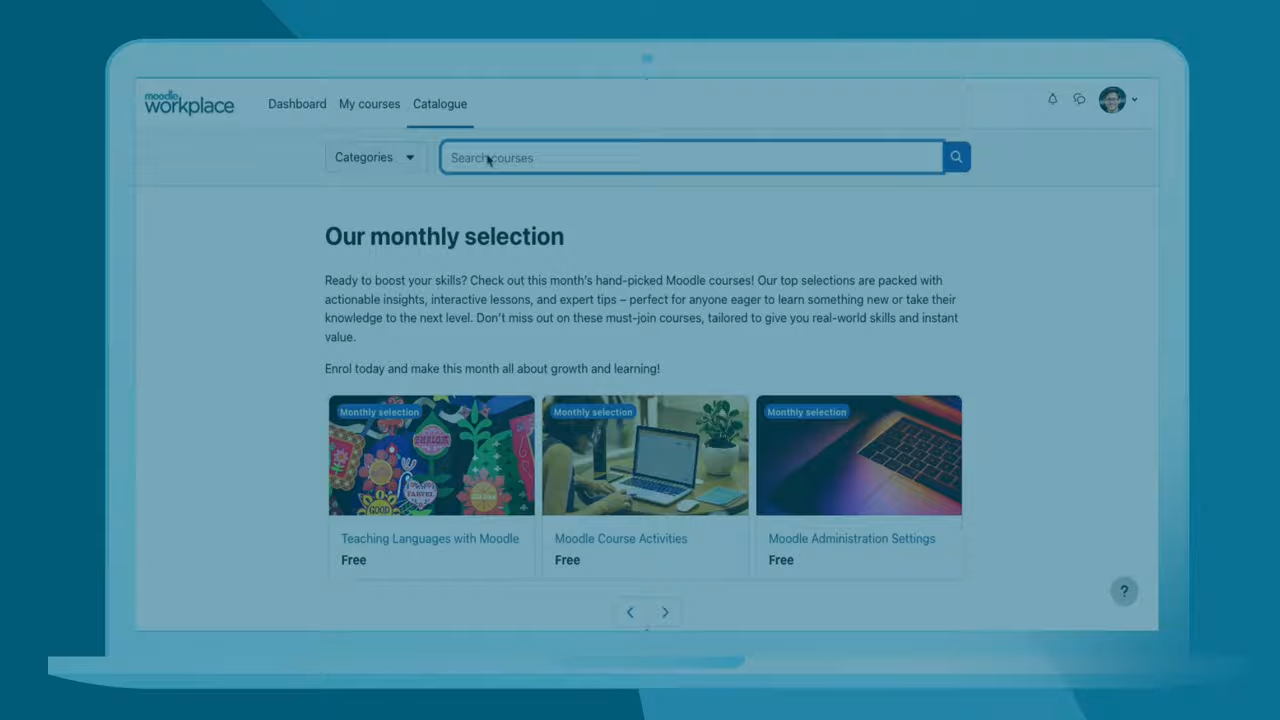 moodle
workplace
Dashboard My courses Catalogue
Categories
Search courses
Our monthly selection
Ready to boost your skills? Check out this month's hand-picked Moodle courses! Our top selections are packed with
actionable insights, interactive lessons, and expert tips – perfect for anyone eager to learn something new or take their
knowledge to the next level. Don't miss out on these must-join courses, tailored to give you real-world skills and instant
value.
Enrol today and make this month all about growth and learning!
Monthly selection
SHALOM
FARVEL
GOOD
Teaching Languages with Moodle
Free
Monthly selection
Moodle Course Activities
Free
Monthly selection
Moodle Administration Settings
Free
?